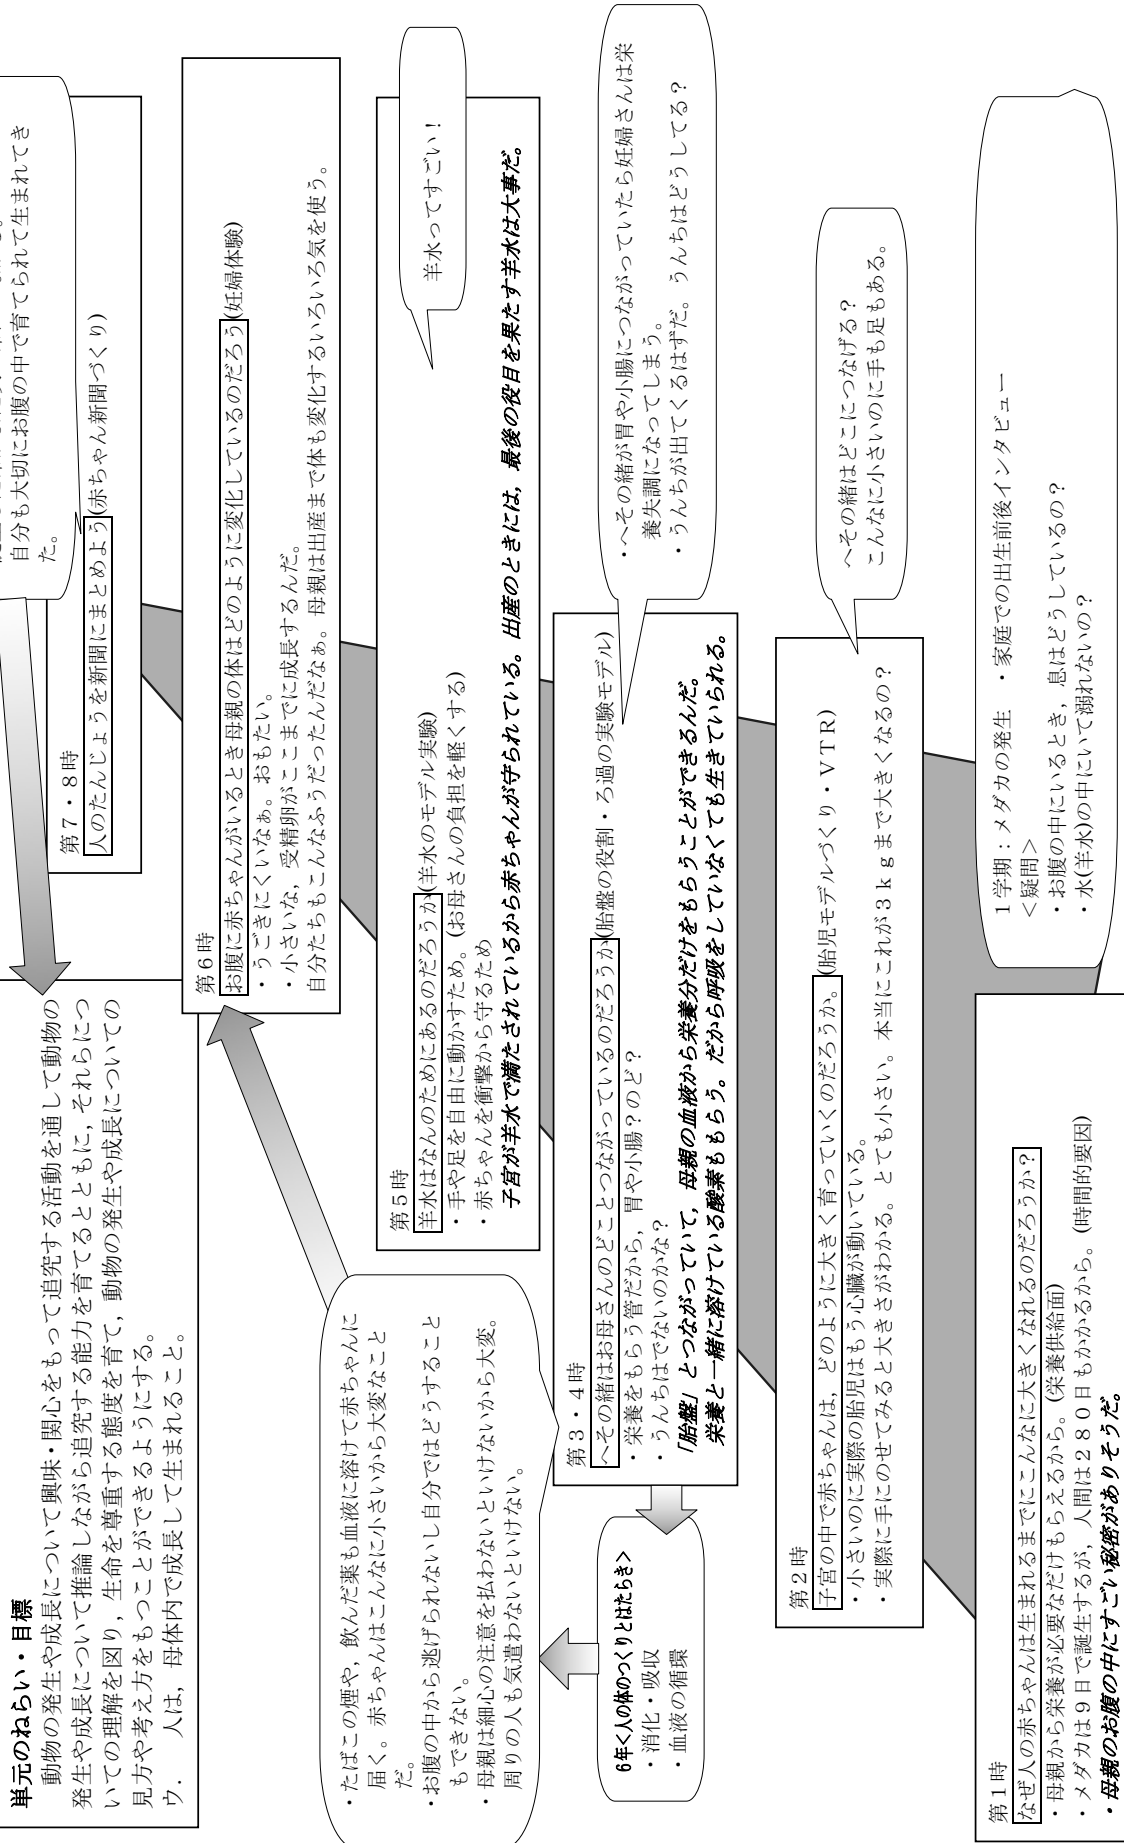 単元のねらい・目標
動物の発生や成長について興味・関心をもって追究する活動を通して動物の
発生や成長について推論しながら追究する能力を育てるとともに，それらにつ
いての理解を図り，生命を尊重する態度を育て，動物の発生や成長についての
見方や考え方をもつことができるようにする。
ウ． 人は，母体内で成長して生まれること。
自分も大切にお腹の中で育てられて生まれてき
た。
第７・８時
人のたんじょうを新聞にまとめよう(赤ちゃん新聞づくり)
第６時
お腹に赤ちゃんがいるとき母親の体はどのように変化しているのだろう(妊婦体験)
・うごきにくいなぁ。おもたい。
・小さいな，受精卵がここまでに成長するんだ。
自分たちもこんなふうだったんだなぁ。母親は出産まで体も変化するいろいろ気を使う。
・たばこの煙や，飲んだ薬も血液に溶けて赤ちゃんに
届く。赤ちゃんはこんなに小さいから大変なこと
だ。
・お腹の中から逃げられないし自分ではどうすること
もできない。
・母親は細心の注意を払わないといけないから大変。
周りの人も気遣わないといけない。
第５時
羊水はなんのためにあるのだろうか(羊水のモデル実験)
・手や足を自由に動かすため。(お母さんの負担を軽くする)
・赤ちゃんを衝撃から守るため
子宮が羊水で満たされているから赤ちゃんが守られている。出産のときには，最後の役目を果たす羊水は大事だ。
羊水ってすごい！
第３・４時
へその緒はお母さんのどことつながっているのだろうか(胎盤の役割・ろ過の実験モデル)
・栄養をもらう管だから，胃や小腸？のど？
・うんちはでないのかな？
「胎盤」とつながっていて，母親の血液から栄養分だけをもらうことができるんだ。
栄養と一緒に溶けている酸素ももらう。だから呼吸をしていなくても生きていられる。
・へその緒が胃や小腸につながっていたら妊婦さんは栄
養失調になってしまう。
・うんちが出てくるはずだ。うんちはどうしてる？
6年＜人の体のつくりとはたらき＞
・消化・吸収
・血液の循環
第２時
子宮の中で赤ちゃんは，どのように大きく育っていくのだろうか。(胎児モデルづくり・ＶＴＲ)
・小さいのに実際の胎児はもう心臓が動いている。
・実際に手にのせてみると大きさがわかる。とても小さい。本当にこれが３ｋｇまで大きくなるの？
へその緒はどこにつなげる？
こんなに小さいのに手も足もある。
第１時
なぜ人の赤ちゃんは生まれるまでにこんなに大きくなれるのだろうか？
・母親から栄養が必要なだけもらえるから。(栄養供給面)
・メダカは９日で誕生するが，人間は２８０日もかかるから。(時間的要因)
・母親のお腹の中にすごい秘密がありそうだ。
１学期：メダカの発生 ・家庭での出生前後インタビュー
＜疑問＞
・お腹の中にいるとき，息はどうしているの？
・水(羊水)の中にいて溺れないの？